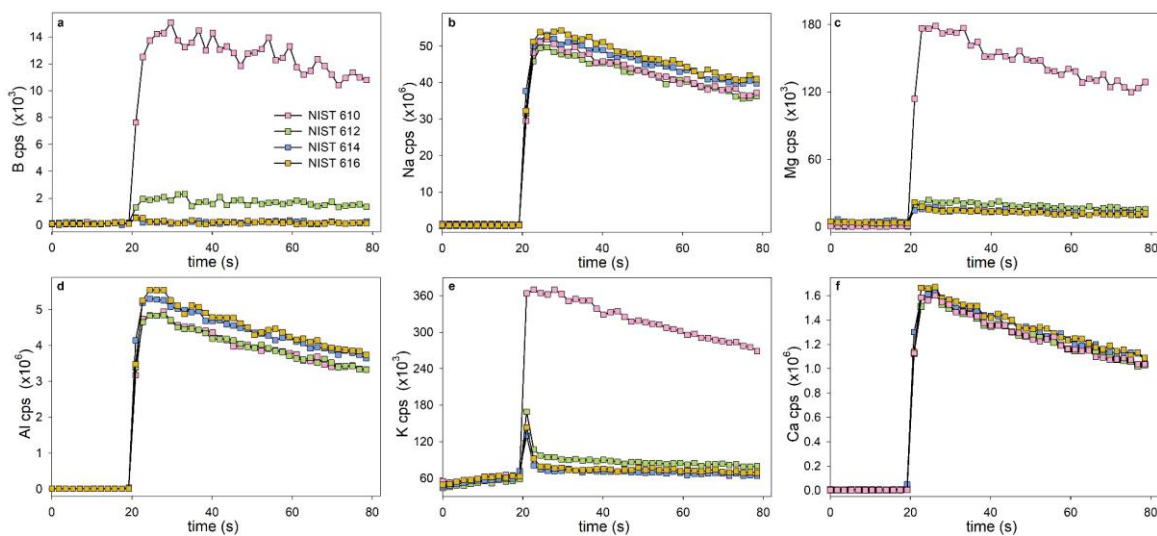 a
B cps (x10³)
14
12
10
8
6
4
2
0
NIST 610
NIST 612
NIST 614
NIST 616
0 20 40 60 80
time (s)
b
Na cps (x10⁶)
50
40
30
20
10
0
0 20 40 60 80
time (s)
c
Mg cps (x10³)
180
120
60
0
0 20 40 60 80
time (s)
d
Al cps (x10⁶)
5
4
3
2
1
0
0 20 40 60 80
time (s)
e
K cps (x10³)
360
300
240
180
120
60
0
0 20 40 60 80
time (s)
f
Ca cps (x10⁶)
1.6
1.4
1.2
1.0
0.8
0.6
0.4
0.2
0.0
0 20 40 60 80
time (s)